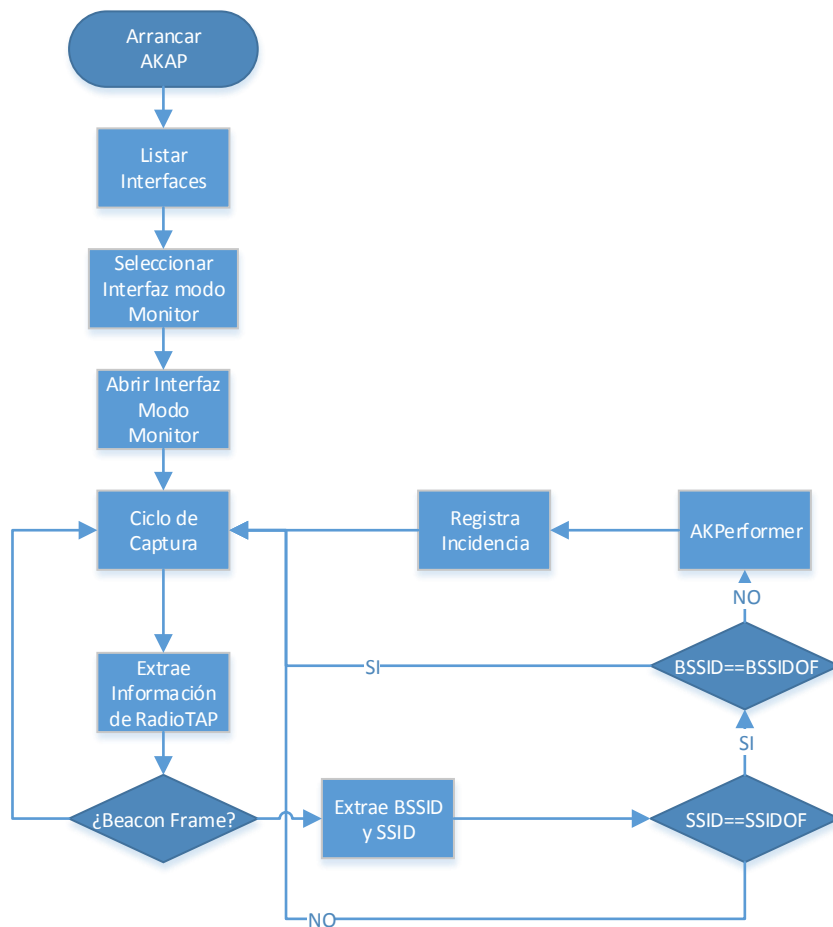 Arrancar
AKAP
Listar
Interfaces
Seleccionar
Interfaz modo
Monitor
Abrir Interfaz
Modo
Monitor
Ciclo de
Captura
Registra
Incidencia
AKPerformer
NO
BSSID==BSSIDOF
SI
Extrae
Información
de RadioTAP
SI
¿Beacon Frame?
Extrae BSSID
y SSID
SSID==SSIDOF
NO